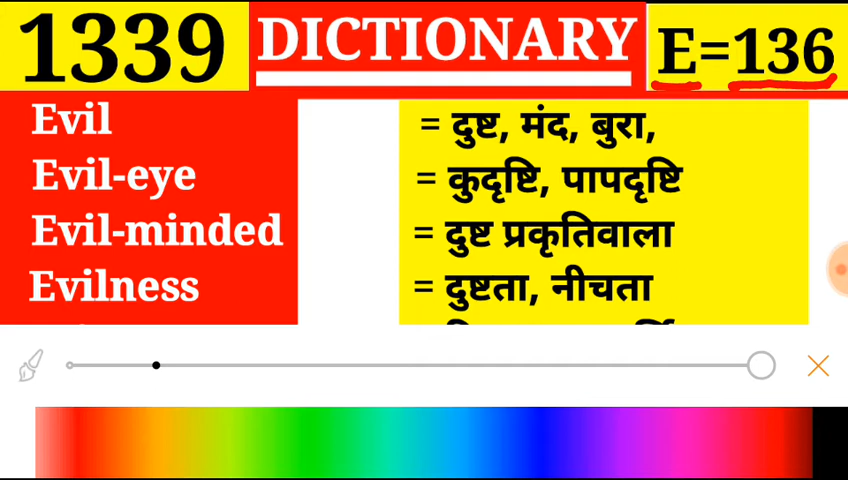 1339 DICTIONARY E=136
Evil = दुष्ट, मंद, बुरा,
Evil-eye = कुदृष्टि, पापदृष्टि
Evil-minded = दुष्ट प्रकृतिवाला
Evilness = दुष्टता, नीचता